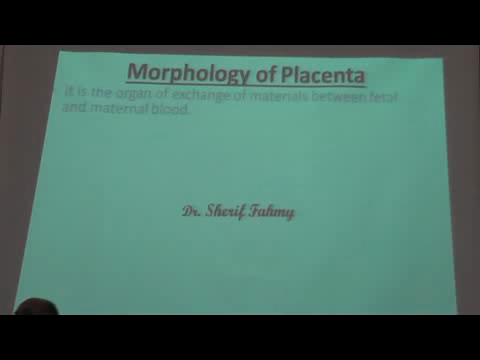 Morphology of Placenta
It is the organ of exchange of materials between fetal
and maternal blood.
Dr. Sherif Fahmy